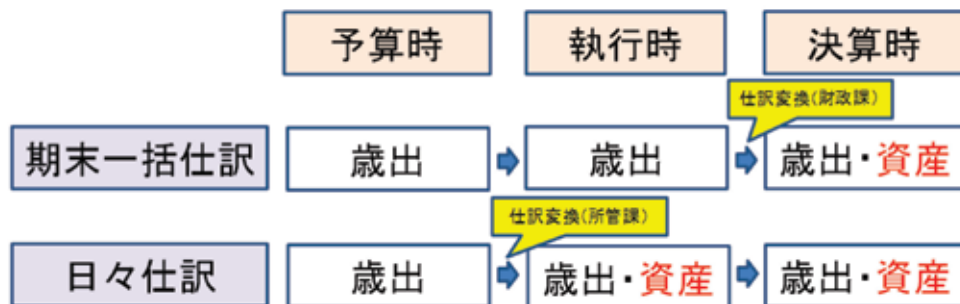 予算時 執行時 決算時
仕訳変換(財政課)
期末一括仕訳 歳出 歳出 歳出・資産
仕訳変換(所管課)
日々仕訳 歳出 歳出・資産 歳出・資産